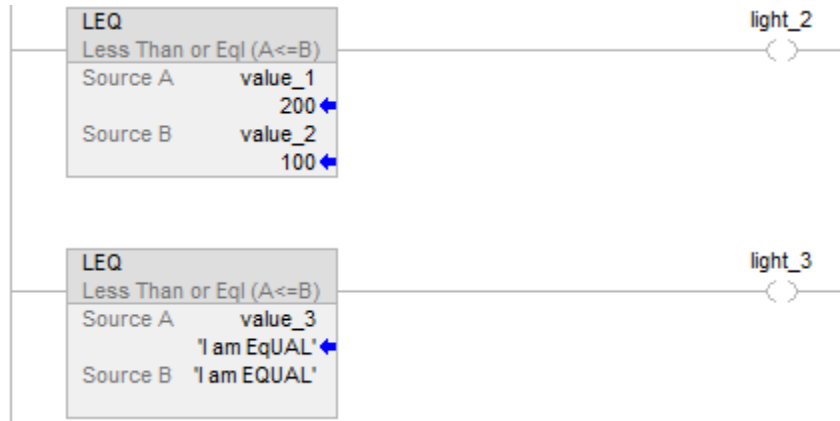 LEQ
light_2
Less Than or Eql (A<=B)
Source A value_1
200
Source B value_2
100
LEQ
light_3
Less Than or Eql (A<=B)
Source A value_3
'I am EqUAL'
Source B 'I am EQUAL'